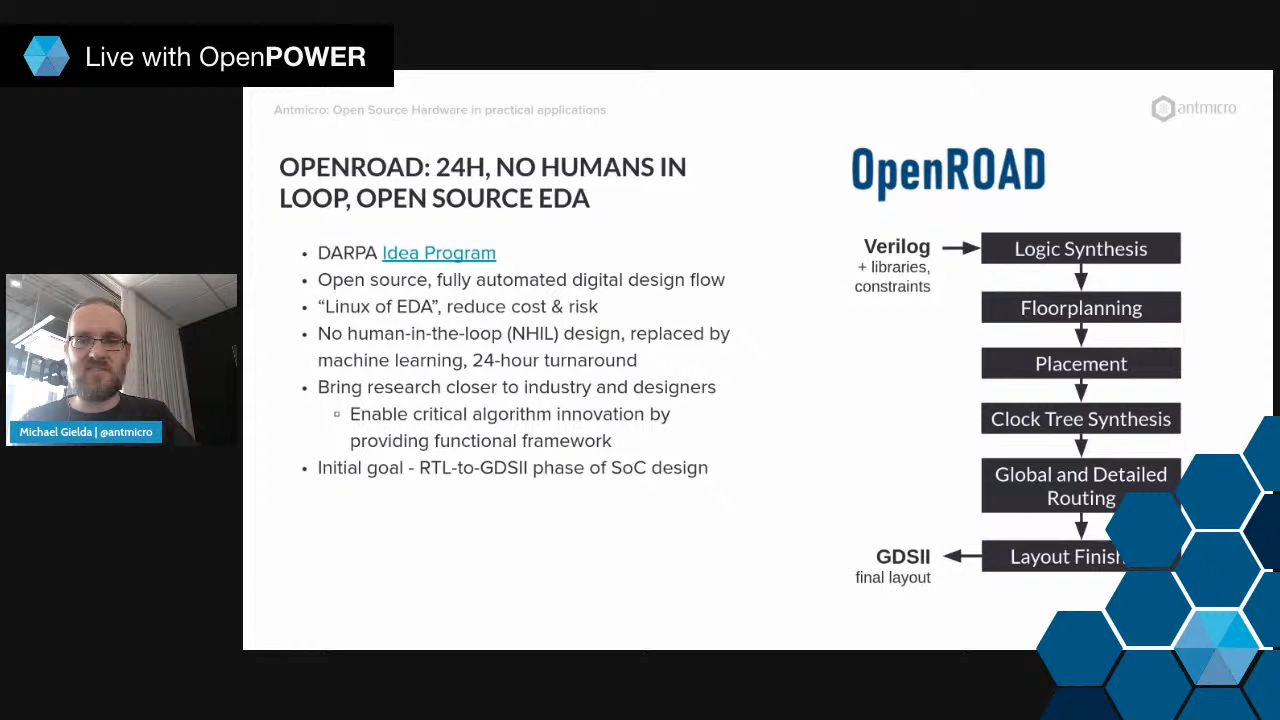 Live with OpenPOWER
Antmicro: Open Source Hardware in practical applications
antmicro
OPENROAD: 24H, NO HUMANS IN
LOOP, OPEN SOURCE EDA
• DARPA Idea Program
• Open source, fully automated digital design flow
• “Linux of EDA”, reduce cost & risk
• No human-in-the-loop (NHIL) design, replaced by
machine learning, 24-hour turnaround
• Bring research closer to industry and designers
▫ Enable critical algorithm innovation by
providing functional framework
• Initial goal - RTL-to-GDSII phase of SoC design
OpenROAD
Verilog
+ libraries,
constraints
Logic Synthesis
Floorplanning
Placement
Clock Tree Synthesis
Global and Detailed
Routing
Layout
GDSII
final layout
Michael Gielda | @antmicro